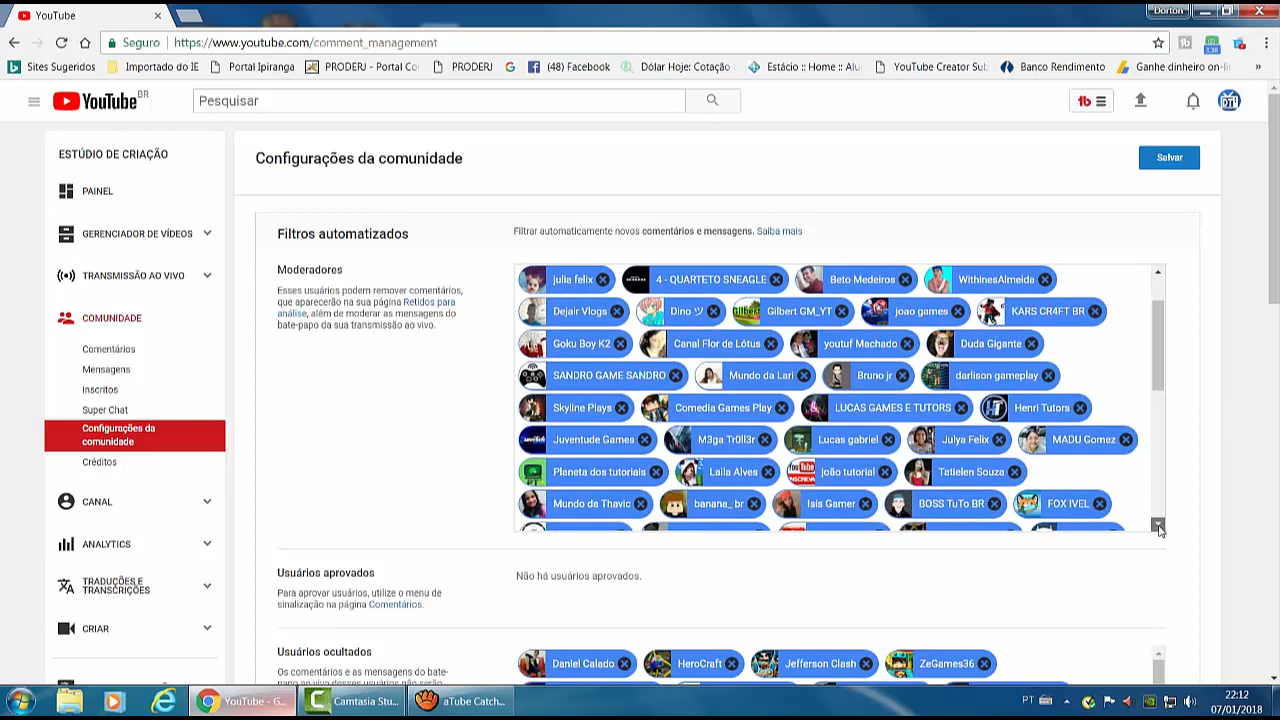 YouTube
Dorton
Seguro
https://www.youtube.com/comment_management
Sites Sugeridos
Importado do IE
Portal Ipiranga
PRODERJ - Portal Co
PRODERJ
(48) Facebook
Dólar Hoje: Cotação
Estácio :: Home :: Alu
YouTube Creator Su
Banco Rendimento
Ganhe dinheiro on-li
»
YouTube BR
Pesquisar
ESTÚDIO DE CRIAÇÃO
PAINEL
GERENCIADOR DE VÍDEOS
TRANSMISSÃO AO VIVO
COMUNIDADE
Comentários
Mensagens
Inscritos
Super Chat
Configurações da
comunidade
Créditos
CANAL
ANALYTICS
TRADUÇÕES E
TRANSCRIÇÕES
CRIAR
Configurações da comunidade
Salvar
Filtros automatizados
Filtrar automaticamente novos comentários e mensagens. Saiba mais
Moderadores
Esses usuários podem remover comentários,
que aparecerão na sua página Retidos para
análise, além de moderar as mensagens do
bate-papo da sua transmissão ao vivo.
julia felix
4 - QUARTETO SNEAGLE
Beto Medeiros
WithinesAlmeida
Dejair Vlogs
Dino ツ
Gilbert GM_YT
joao games
KARS CR4FT BR
Goku Boy K2
Canal Flor de Lótus
youtuf Machado
Duda Gigante
SANDRO GAME SANDRO
Mundo da Lari
Bruno jr
darlison gameplay
Skyline Plays
Comedia Games Play
LUCAS GAMES E TUTORS
Henri Tutors
Juventude Games
M3ga Tr0ll3r
Lucas gabriel
Julya Felix
MADU Gomez
Planeta dos tutoriais
Laila Alves
joão tutorial
Tatielen Souza
Mundo da Thavic
banana_ br
Isis Gamer
BOSS TuTo BR
FOX IVEL
Usuários aprovados
Não há usuários aprovados.
Para aprovar usuários, utilize o menu de
sinalização na página Comentários.
Usuários ocultados
Os comentários e as mensagens do bate-
Daniel Calado
HeroCraft
Jefferson Clash
ZeGames36
YouTube - G...
Camtasia Stu...
aTube Catch...
PT
22:12
07/01/2018